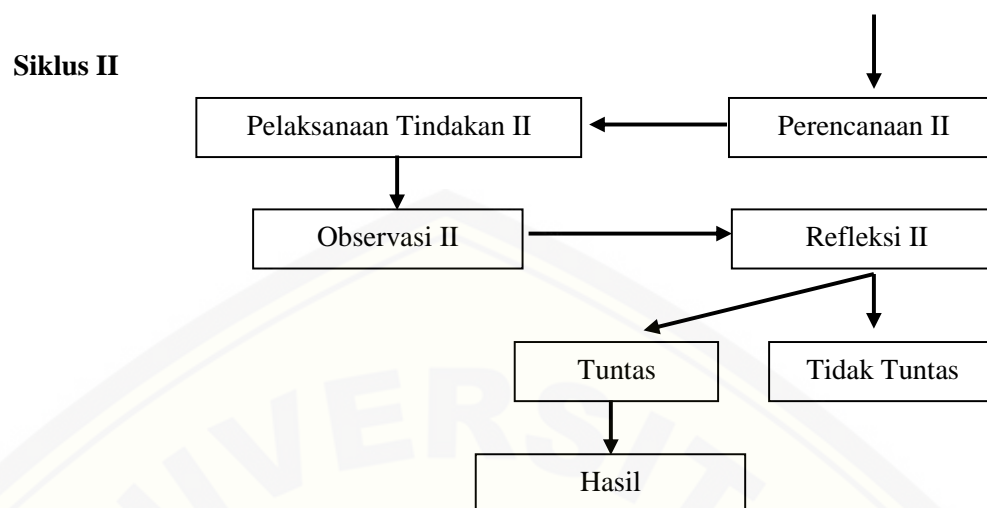 Siklus II
Pelaksanaan Tindakan II
Perencanaan II
Observasi II
Refleksi II
Tuntas
Tidak Tuntas
Hasil